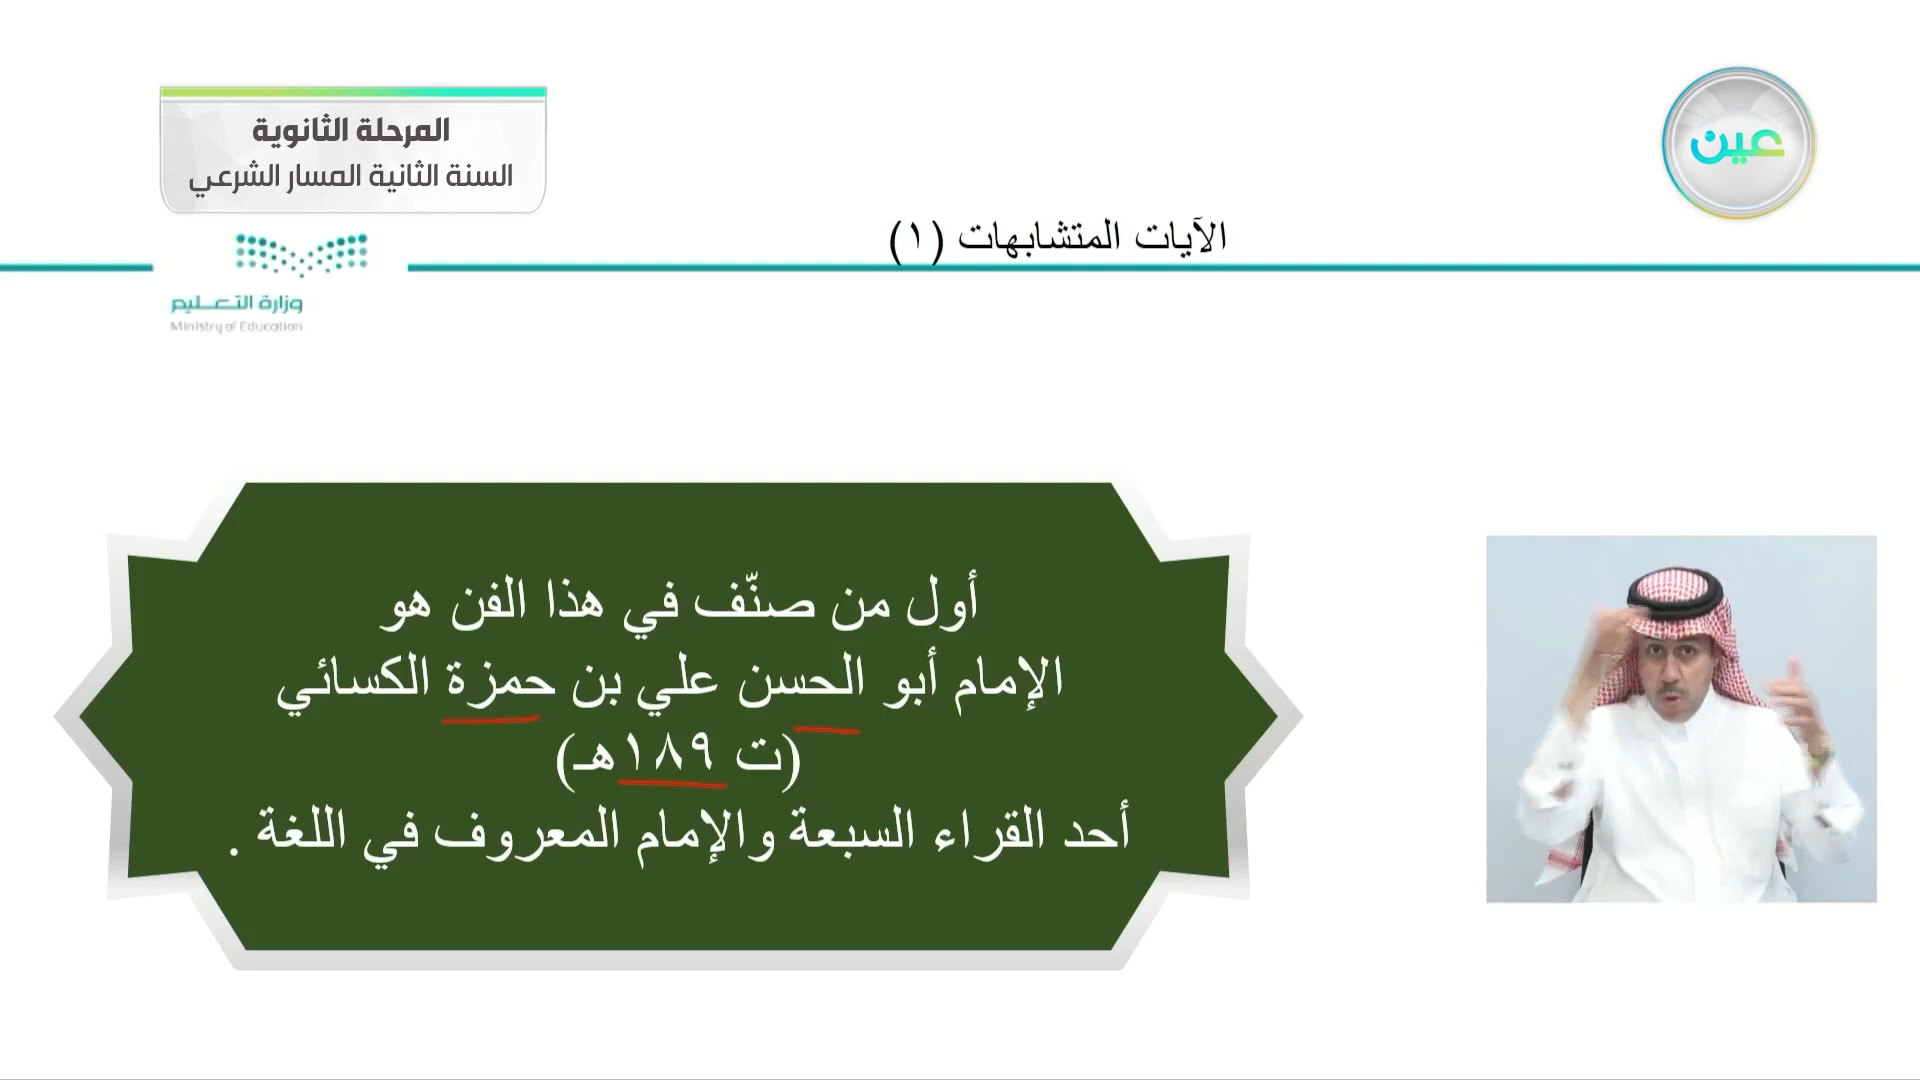 المرحلة الثانوية
السنة الثانية المسار الشرعي
عين
الآيات المتشابهات (١)
وزارة التعليم
Ministry of Education
أول من صنّف في هذا الفن هو
الإمام أبو الحسن علي بن حمزة الكسائي
(ت ١٨٩هـ)
أحد القراء السبعة والإمام المعروف في اللغة .